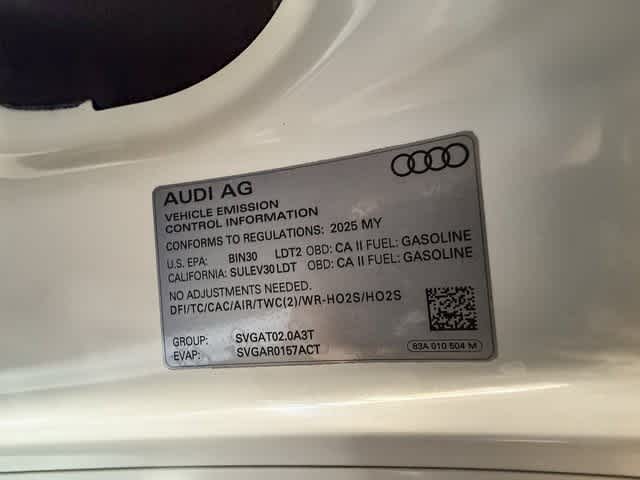 AUDI AG
VEHICLE EMISSION
CONTROL INFORMATION
CONFORMS TO REGULATIONS: 2025 MY
U.S. EPA: BIN30 LDT2 OBD: CA II FUEL: GASOLINE
CALIFORNIA: SULEV30 LDT OBD: CA II FUEL: GASOLINE
NO ADJUSTMENTS NEEDED.
DFI/TC/CAC/AIR/TWC(2)/WR-HO2S/HO2S
GROUP: SVGAT02.0A3T
EVAP: SVGAR0157ACT
83A 010 504 M